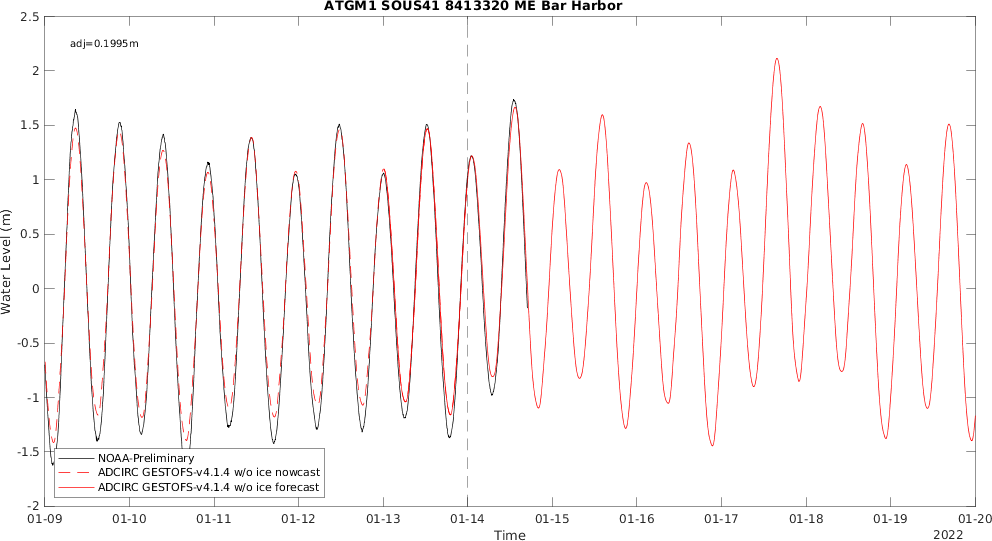 ATGM1 SOUS41 8413320 ME Bar Harbor
adj=0.1995m
2.5
2
1.5
1
0.5
0
-0.5
-1
-1.5
-2
Water Level (m)
NOAA-Preliminary
ADCIRC GESTOFS-v4.1.4 w/o ice nowcast
ADCIRC GESTOFS-v4.1.4 w/o ice forecast
01-09 01-10 01-11 01-12 01-13 01-14 01-15 01-16 01-17 01-18 01-19 01-20
Time
2022